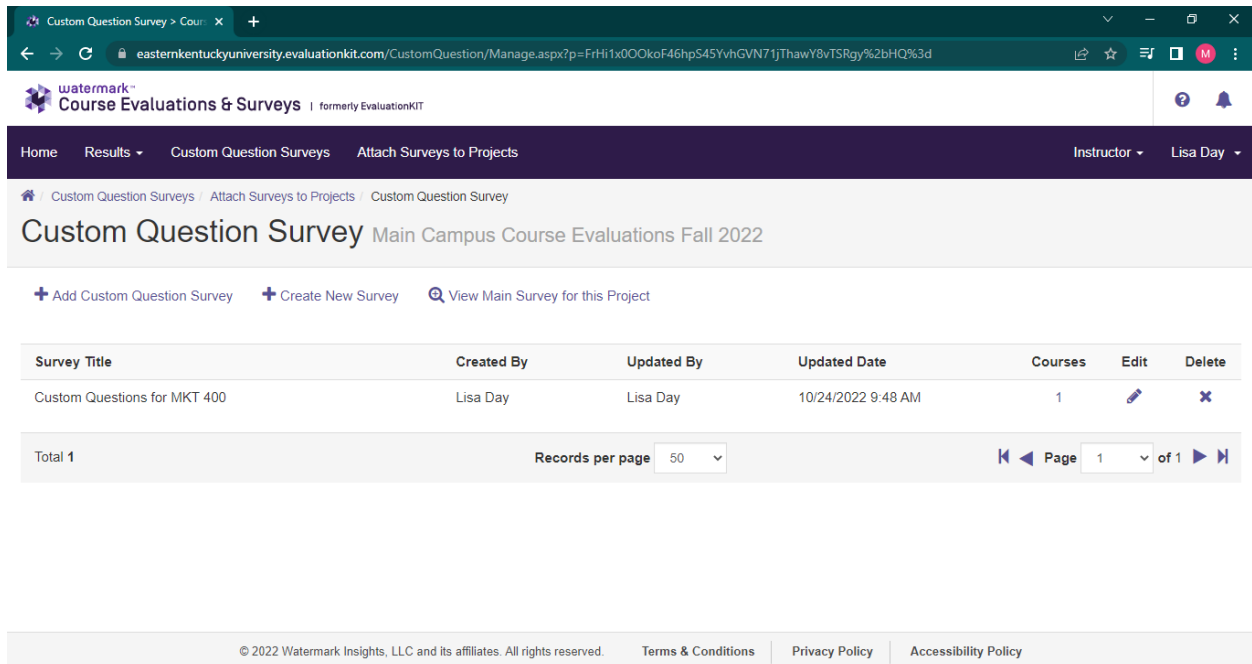 Custom Question Survey > Cour
easternkentuckyuniversity.evaluationkit.com/CustomQuestion/Manage.aspx?p=FrHi1x0OOkoF46hpS45YvhGVN71jThawY8vTSRgy%2bHQ%3d M
watermark™
Course Evaluations & Surveys | formerly EvaluationKIT
Home Results Custom Question Surveys Attach Surveys to Projects Instructor Lisa Day
/ Custom Question Surveys / Attach Surveys to Projects / Custom Question Survey
Custom Question Survey Main Campus Course Evaluations Fall 2022
Add Custom Question Survey Create New Survey View Main Survey for this Project
Survey Title Created By Updated By Updated Date Courses Edit Delete
Custom Questions for MKT 400 Lisa Day Lisa Day 10/24/2022 9:48 AM 1
Total 1 Records per page 50 Page 1 of 1
© 2022 Watermark Insights, LLC and its affiliates. All rights reserved. Terms & Conditions Privacy Policy Accessibility Policy